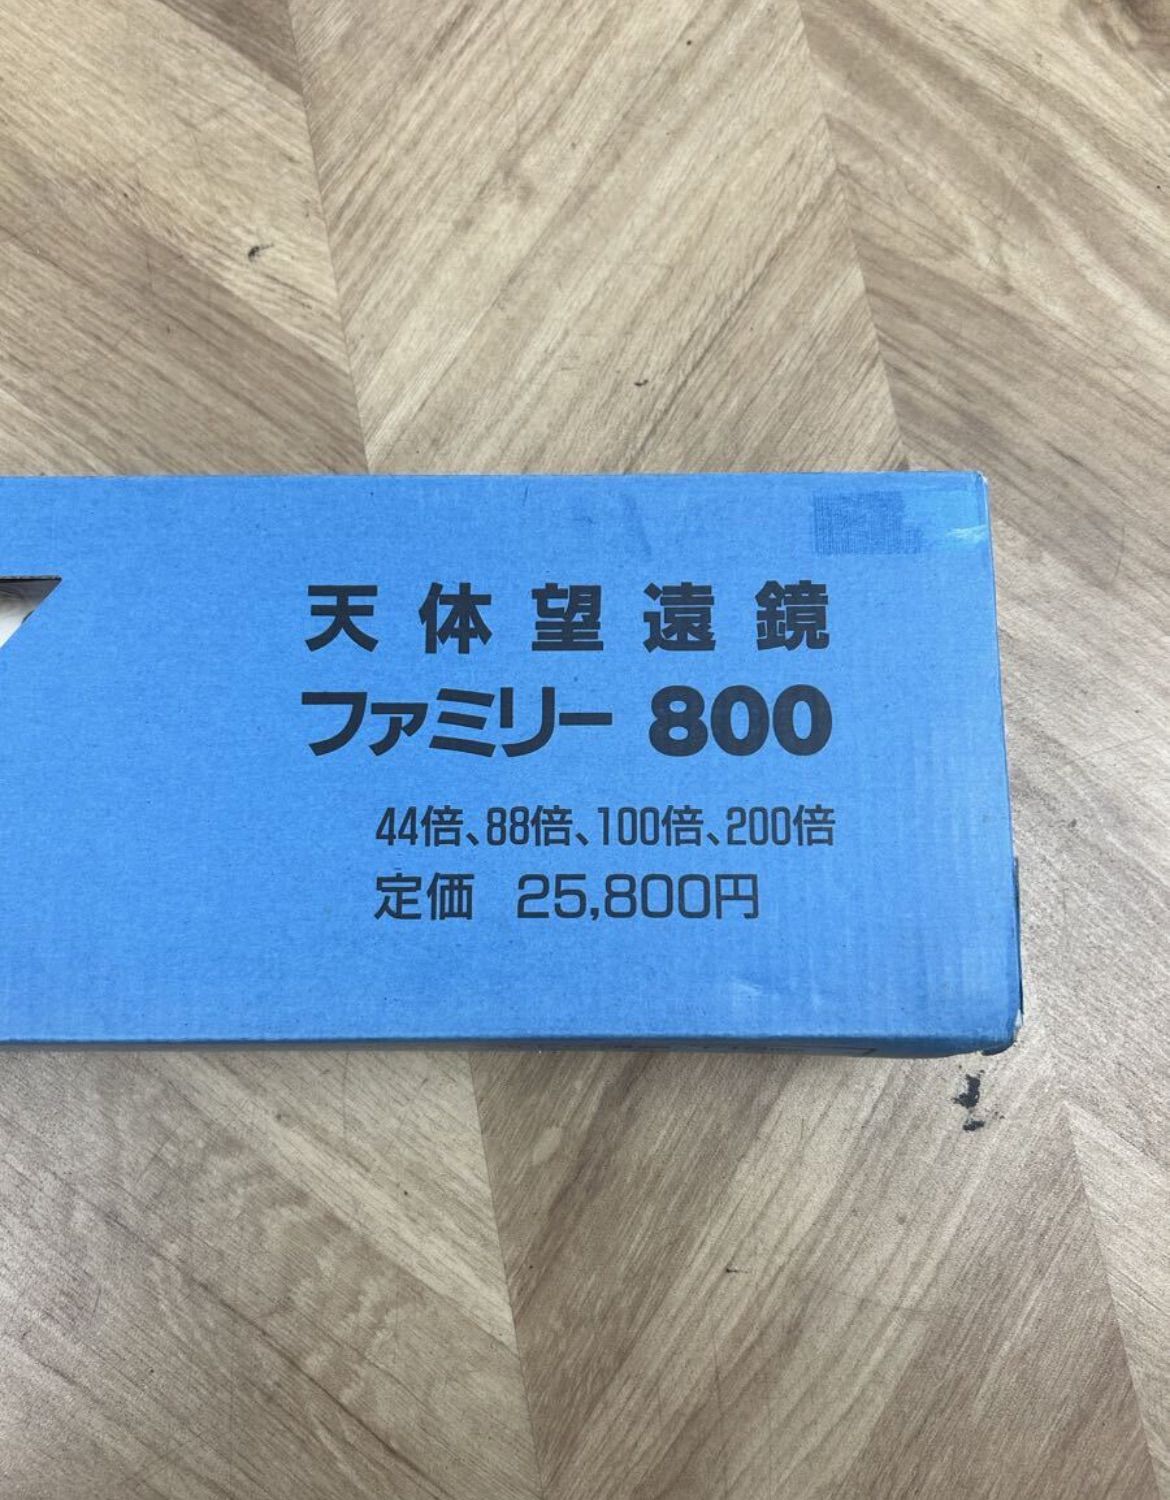 天体望遠鏡
ファミリー 800
44倍、88倍、100倍、200倍
定価 25,800円